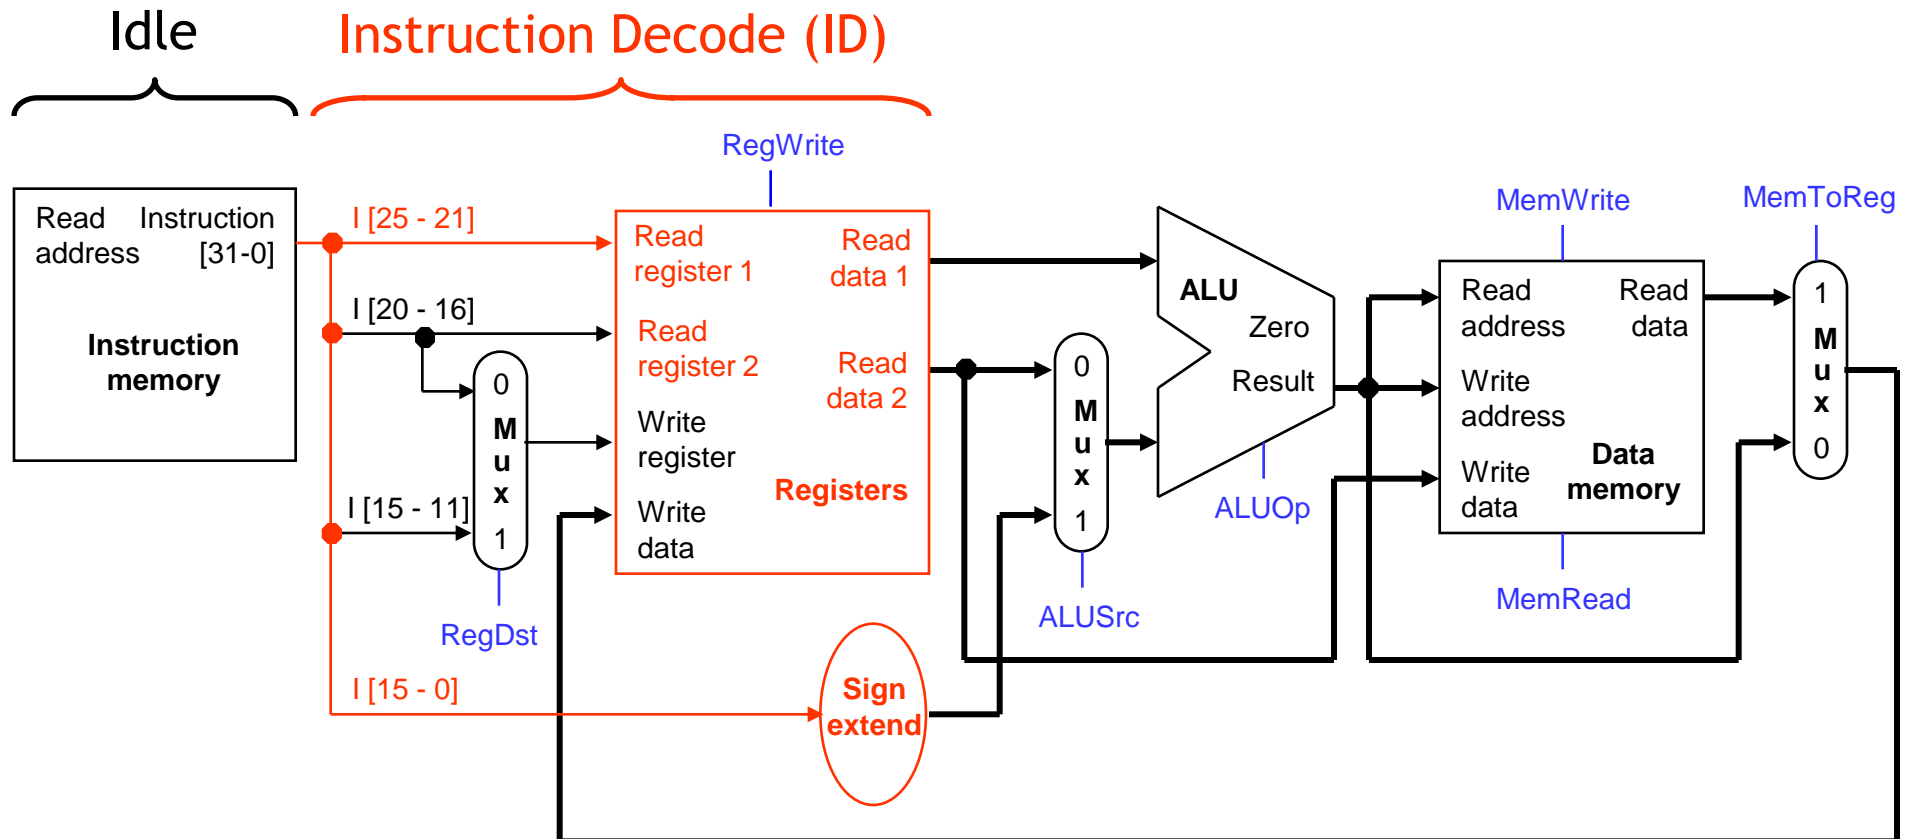 Idle
Instruction Decode (ID)
RegWrite
MemWrite
MemToReg
Read Instruction
address [31-0]
Instruction
memory
I [25 - 21]
I [20 - 16]
I [15 - 11]
I [15 - 0]
0
M
u
x
1
RegDst
Read
register 1
Read
data 1
Read
register 2
Read
data 2
Write
register
Registers
Write
data
Sign
extend
0
M
u
x
1
ALUSrc
ALU
Zero
Result
ALUOp
Read
address
Read
data
Write
address
Write
data
Data
memory
MemRead
1
M
u
x
0